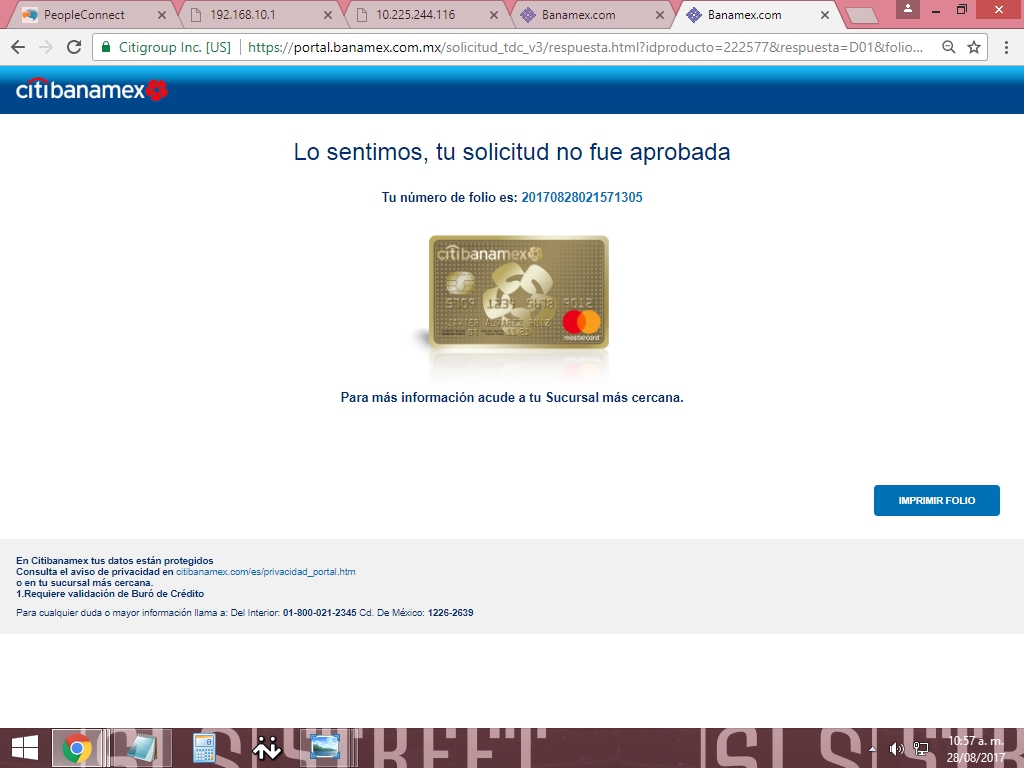 PeopleConnect
192.168.10.1
10.225.244.116
Banamex.com
Banamex.com
Citigroup Inc. [US]
https://portal.banamex.com.mx/solicitud_tdc_v3/respuesta.html?idproducto=222577&respuesta=D01&folio...
citibanamex
Lo sentimos, tu solicitud no fue aprobada
Tu número de folio es: 20170828021571305
citibanamex
5709 1234 5678 9012
JAVIER ALVAREZ RUIZ
mastercard
Para más información acude a tu Sucursal más cercana.
IMPRIMIR FOLIO
En Citibanamex tus datos están protegidos
Consulta el aviso de privacidad en citibanamex.com/es/privacidad_portal.htm
o en tu sucursal más cercana.
1.Requiere validación de Buró de Crédito
Para cualquier duda o mayor información llama a: Del Interior: 01-800-021-2345 Cd. De México: 1226-2639
10:57 a. m.
28/08/2017